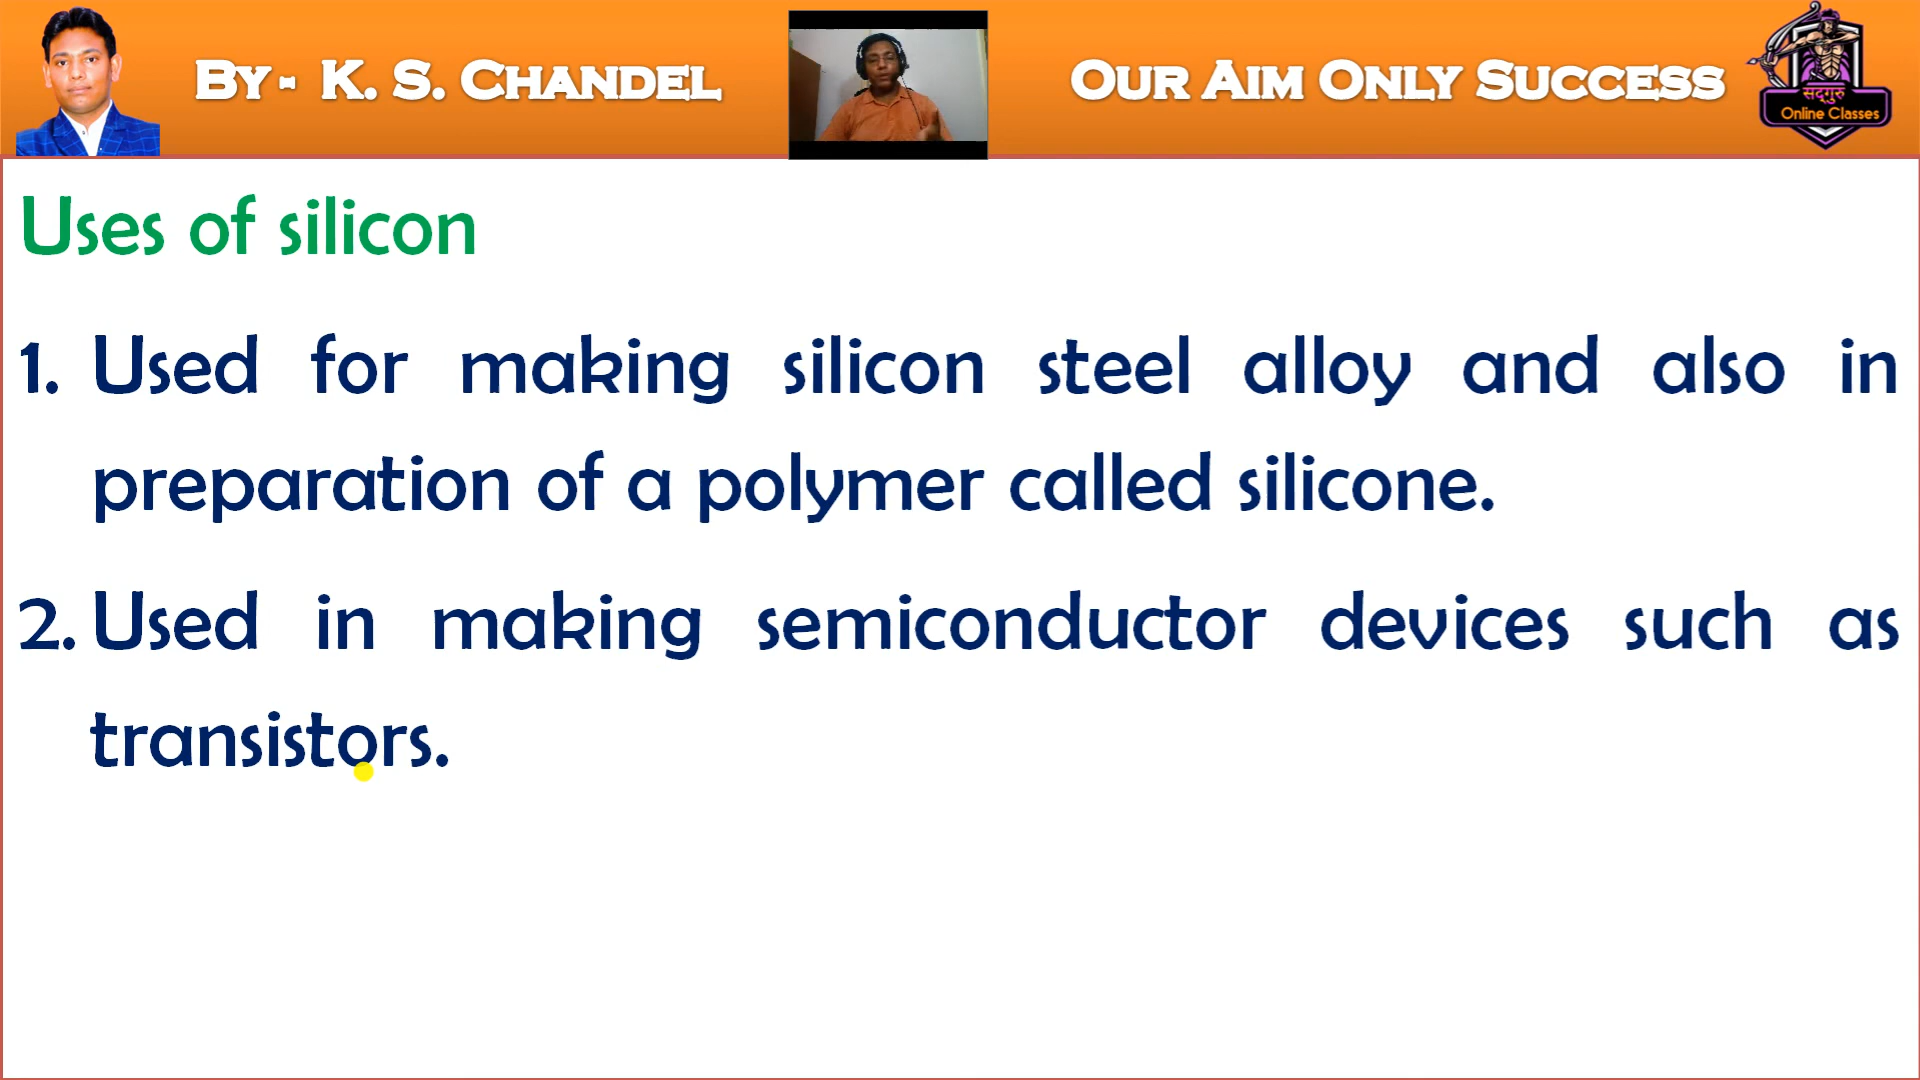 By - K. S. Chandel
Our Aim Only Success
सद्गुरु
Online Classes
Uses of silicon
1. Used for making silicon steel alloy and also in
preparation of a polymer called silicone.
2. Used in making semiconductor devices such as
transistors.